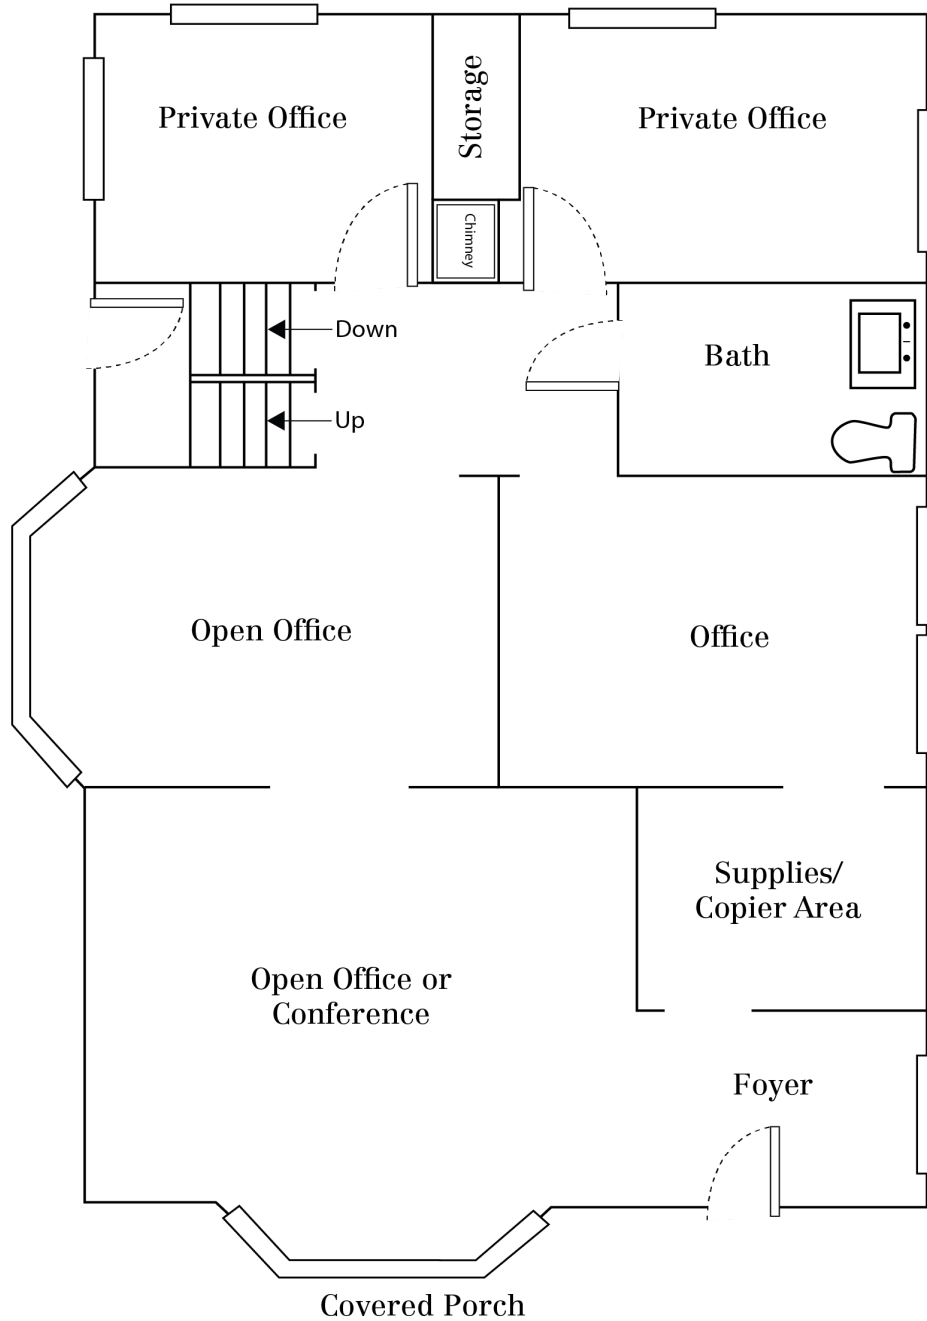 Private Office
Storage
Private Office
Chimney
Down
Bath
Up
Open Office
Office
Supplies/
Copier Area
Open Office or
Conference
Foyer
Covered Porch